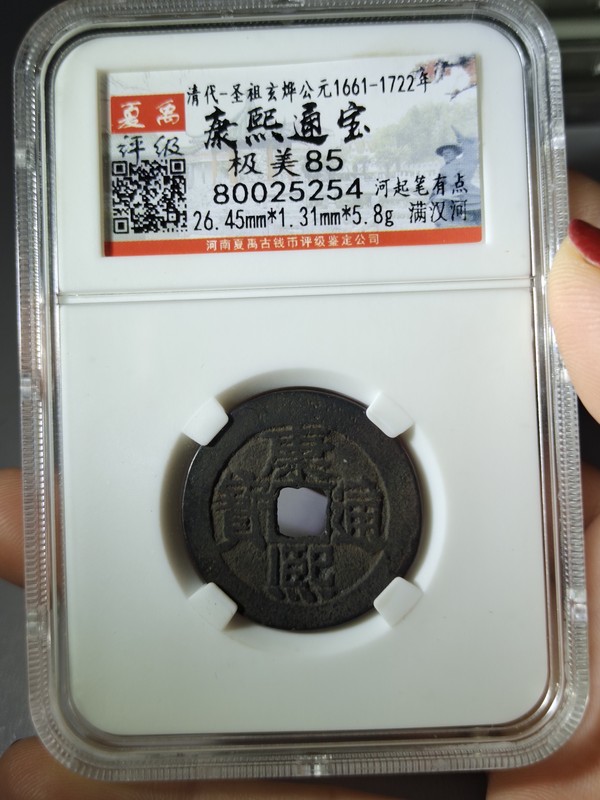 清代-圣祖玄烨公元1661-1722年
夏禹
评级
康熙通宝
极美85
80025254 河起笔有点
26.45mm*1.31mm*5.8g 满汉河
河南夏禹古钱币评级鉴定公司
康熙通寶